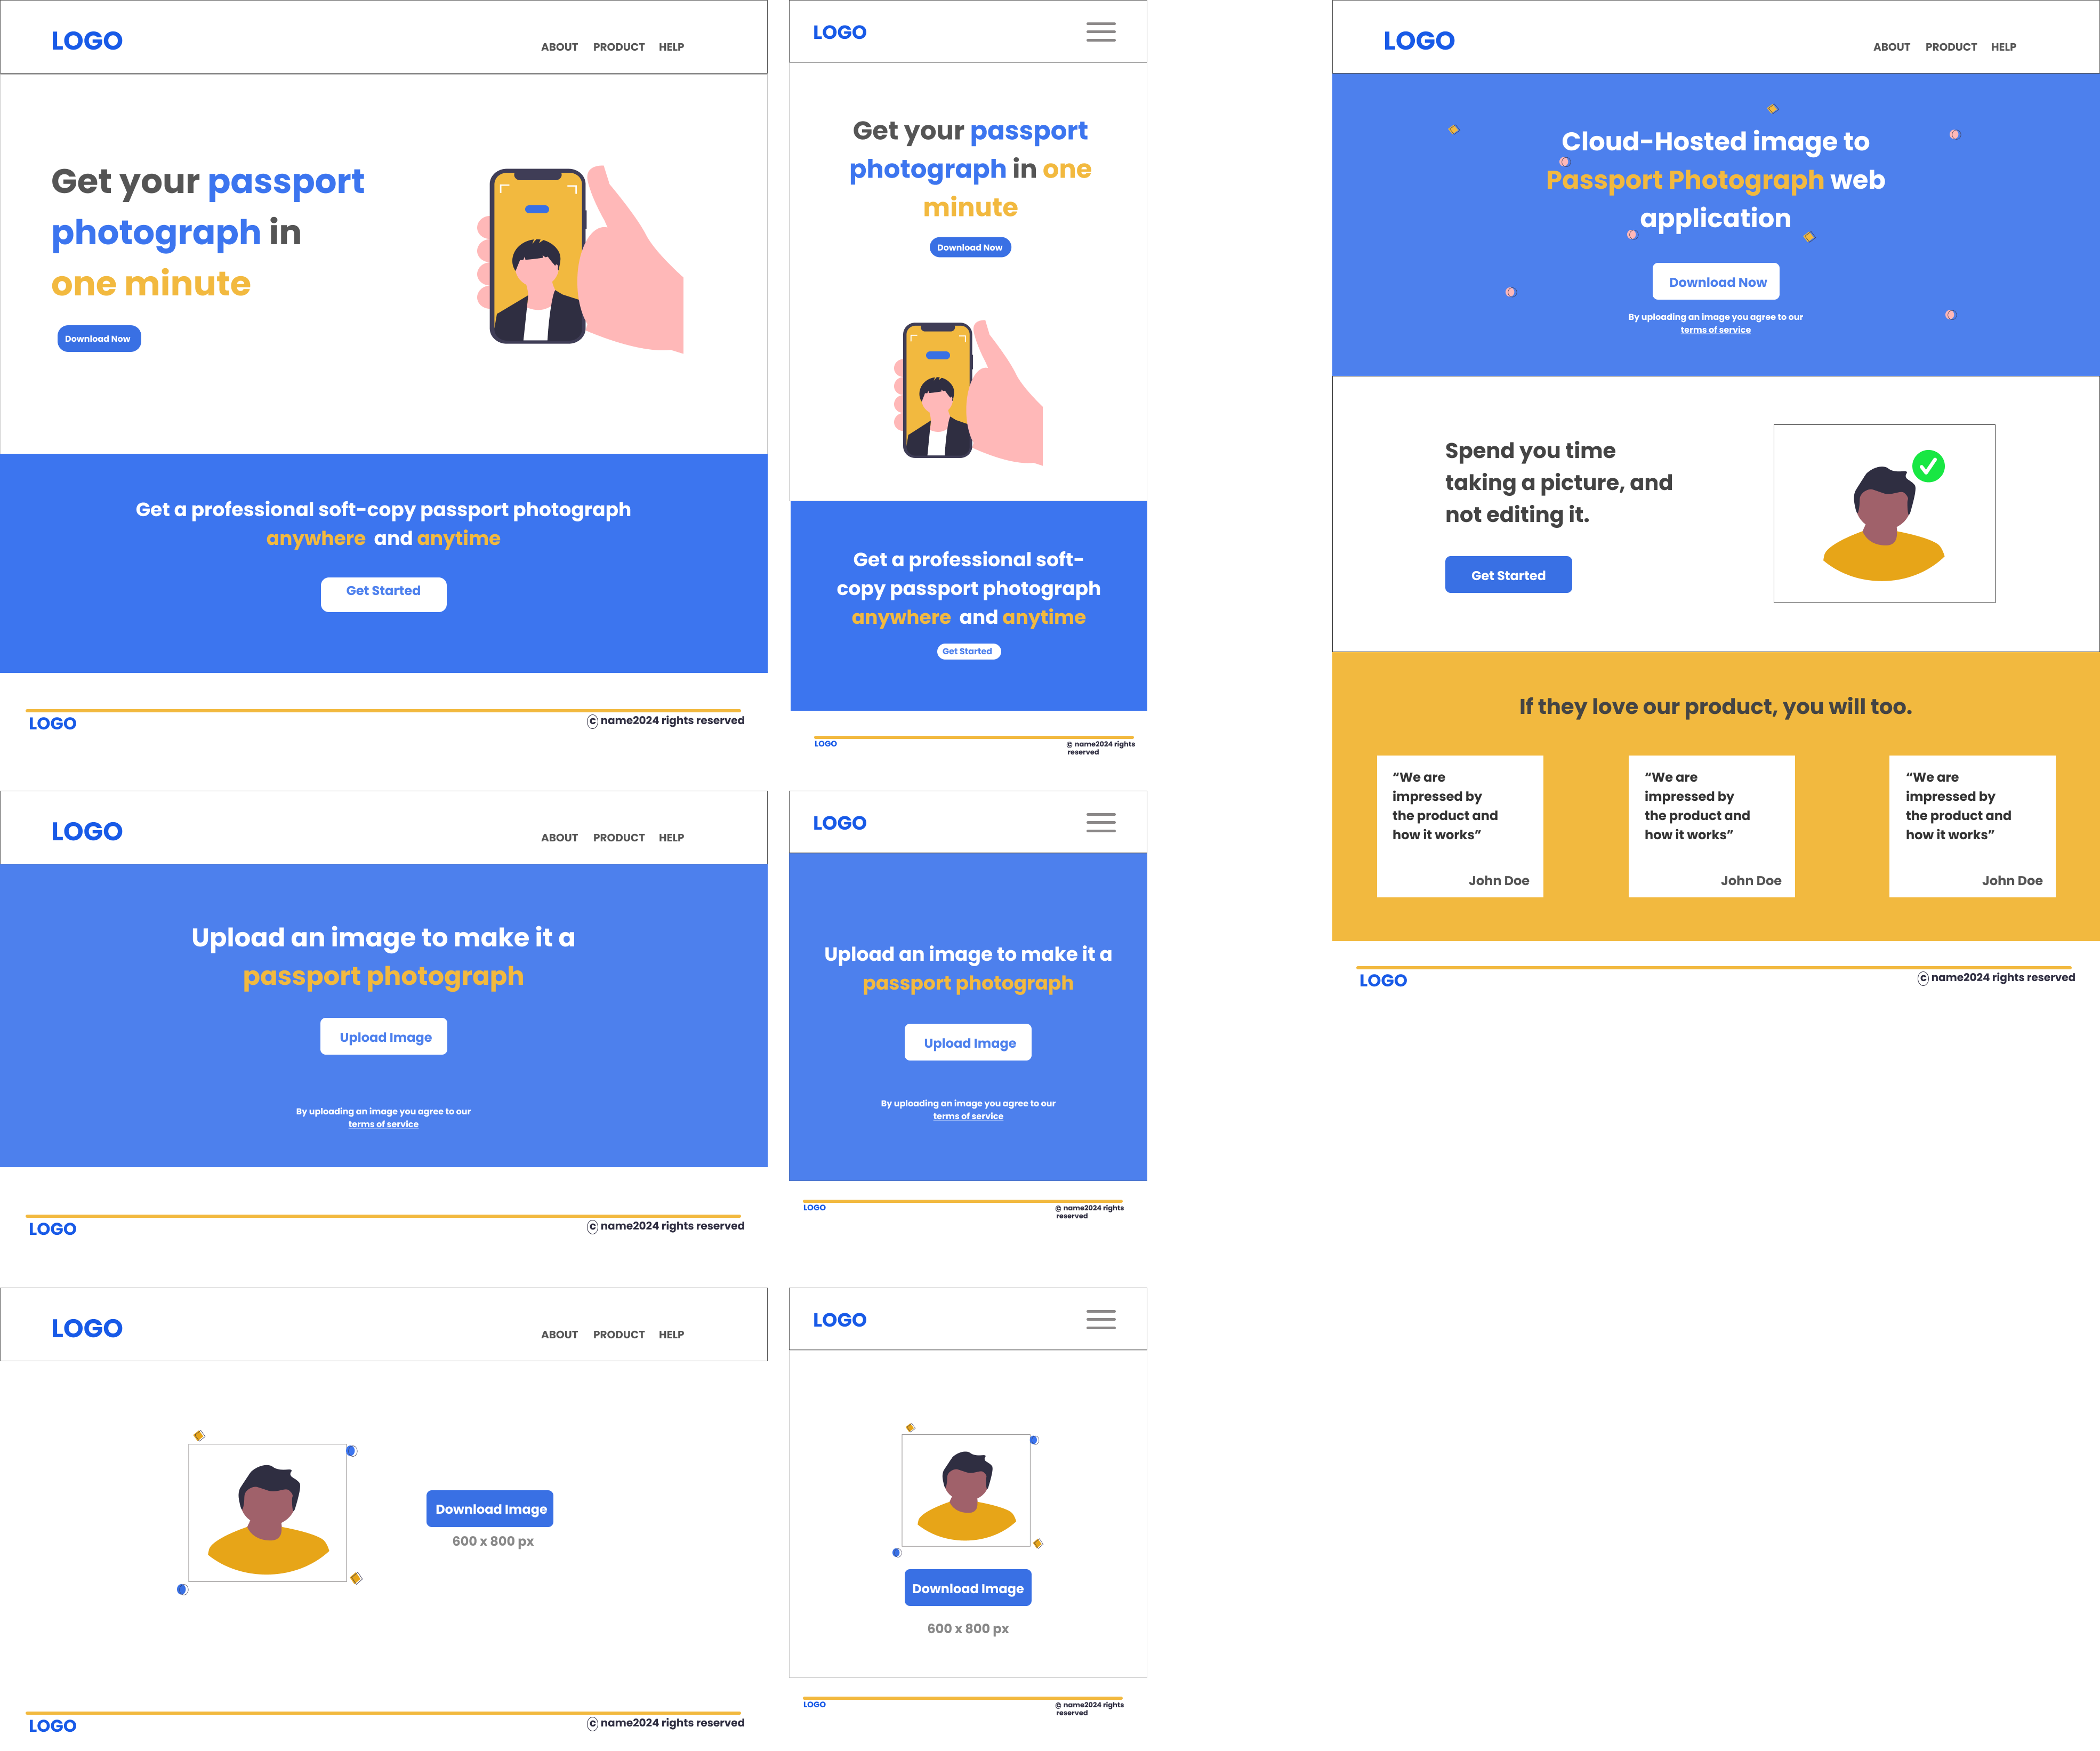 LOGO
ABOUT PRODUCT HELP
Get your passport
photograph in
one minute
Download Now
Get a professional soft-copy passport photograph
anywhere and anytime
Get Started
LOGO
© name2024 rights reserved
LOGO
Get your passport
photograph in one
minute
Download Now
Get a professional soft-
copy passport photograph
anywhere and anytime
Get Started
LOGO
© name2024 rights
reserved
LOGO
ABOUT PRODUCT HELP
Cloud-Hosted image to
Passport Photograph web
application
Download Now
By uploading an image you agree to our
terms of service
Spend you time
taking a picture, and
not editing it.
Get Started
If they love our product, you will too.
“We are
impressed by
the product and
how it works”
John Doe
“We are
impressed by
the product and
how it works”
John Doe
“We are
impressed by
the product and
how it works”
John Doe
LOGO
© name2024 rights reserved
LOGO
ABOUT PRODUCT HELP
Upload an image to make it a
passport photograph
Upload Image
By uploading an image you agree to our
terms of service
LOGO
© name2024 rights reserved
LOGO
Upload an image to make it a
passport photograph
Upload Image
By uploading an image you agree to our
terms of service
LOGO
© name2024 rights
reserved
LOGO
ABOUT PRODUCT HELP
Download Image
600 x 800 px
LOGO
© name2024 rights reserved
LOGO
Download Image
600 x 800 px
LOGO
© name2024 rights
reserved